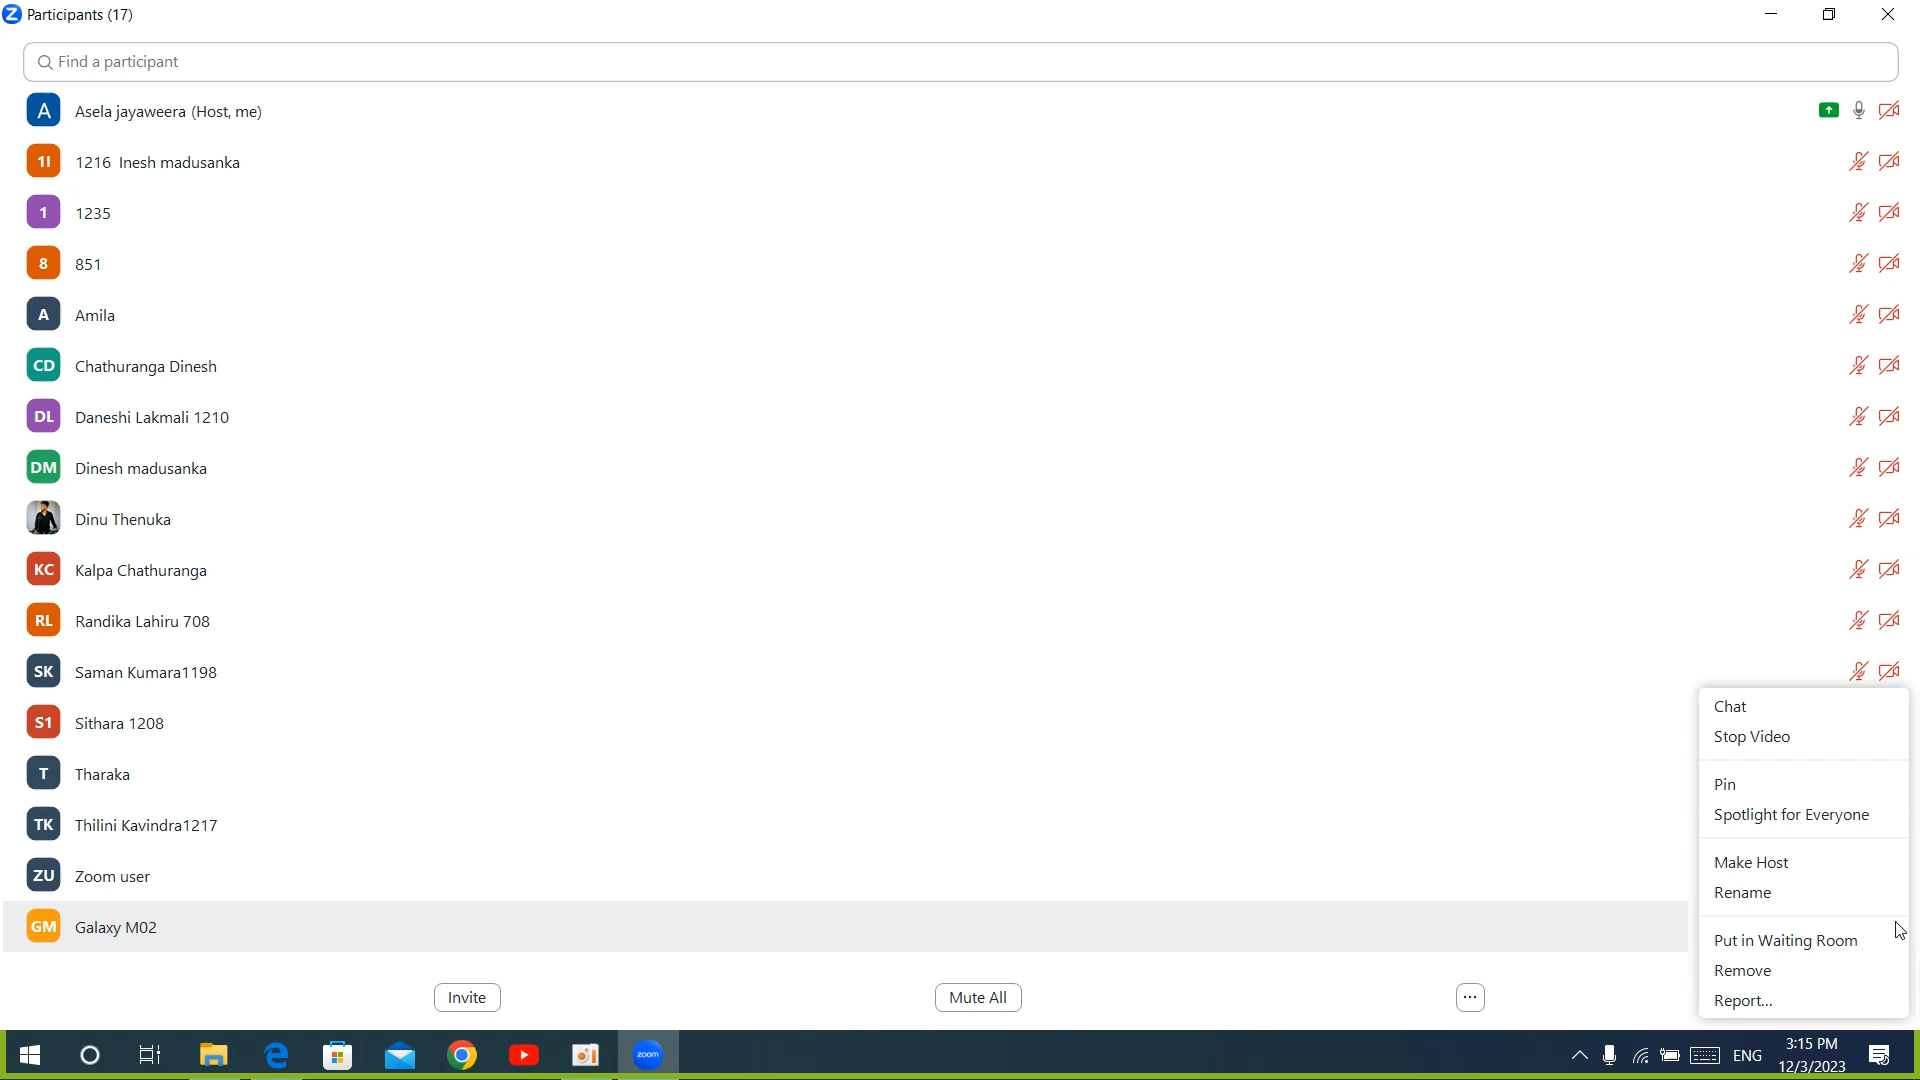 Z Participants (17)
Find a participant
A Asela jayaweera (Host, me)
1I 1216 Inesh madusanka
1 1235
8 851
A Amila
CD Chathuranga Dinesh
DL Daneshi Lakmali 1210
DM Dinesh madusanka
Dinu Thenuka
KC Kalpa Chathuranga
RL Randika Lahiru 708
SK Saman Kumara1198
S1 Sithara 1208
T Tharaka
TK Thilini Kavindra1217
ZU Zoom user
GM Galaxy M02
Chat
Stop Video
Pin
Spotlight for Everyone
Make Host
Rename
Put in Waiting Room
Remove
Report...
Invite Mute All ...
zoom ENG 3:15 PM
12/3/2023